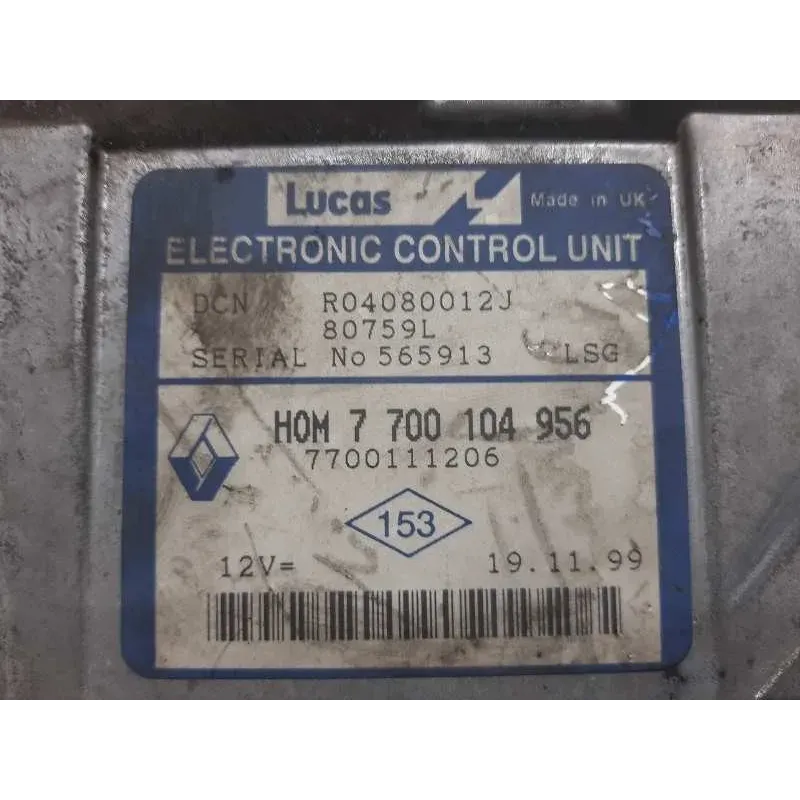 Lucas Made in UK
ELECTRONIC CONTROL UNIT
DCN R04080012J
80759L
SERIAL No 565913 LSG
HOM 7 700 104 956
7700111206
153
12V= 19.11.99